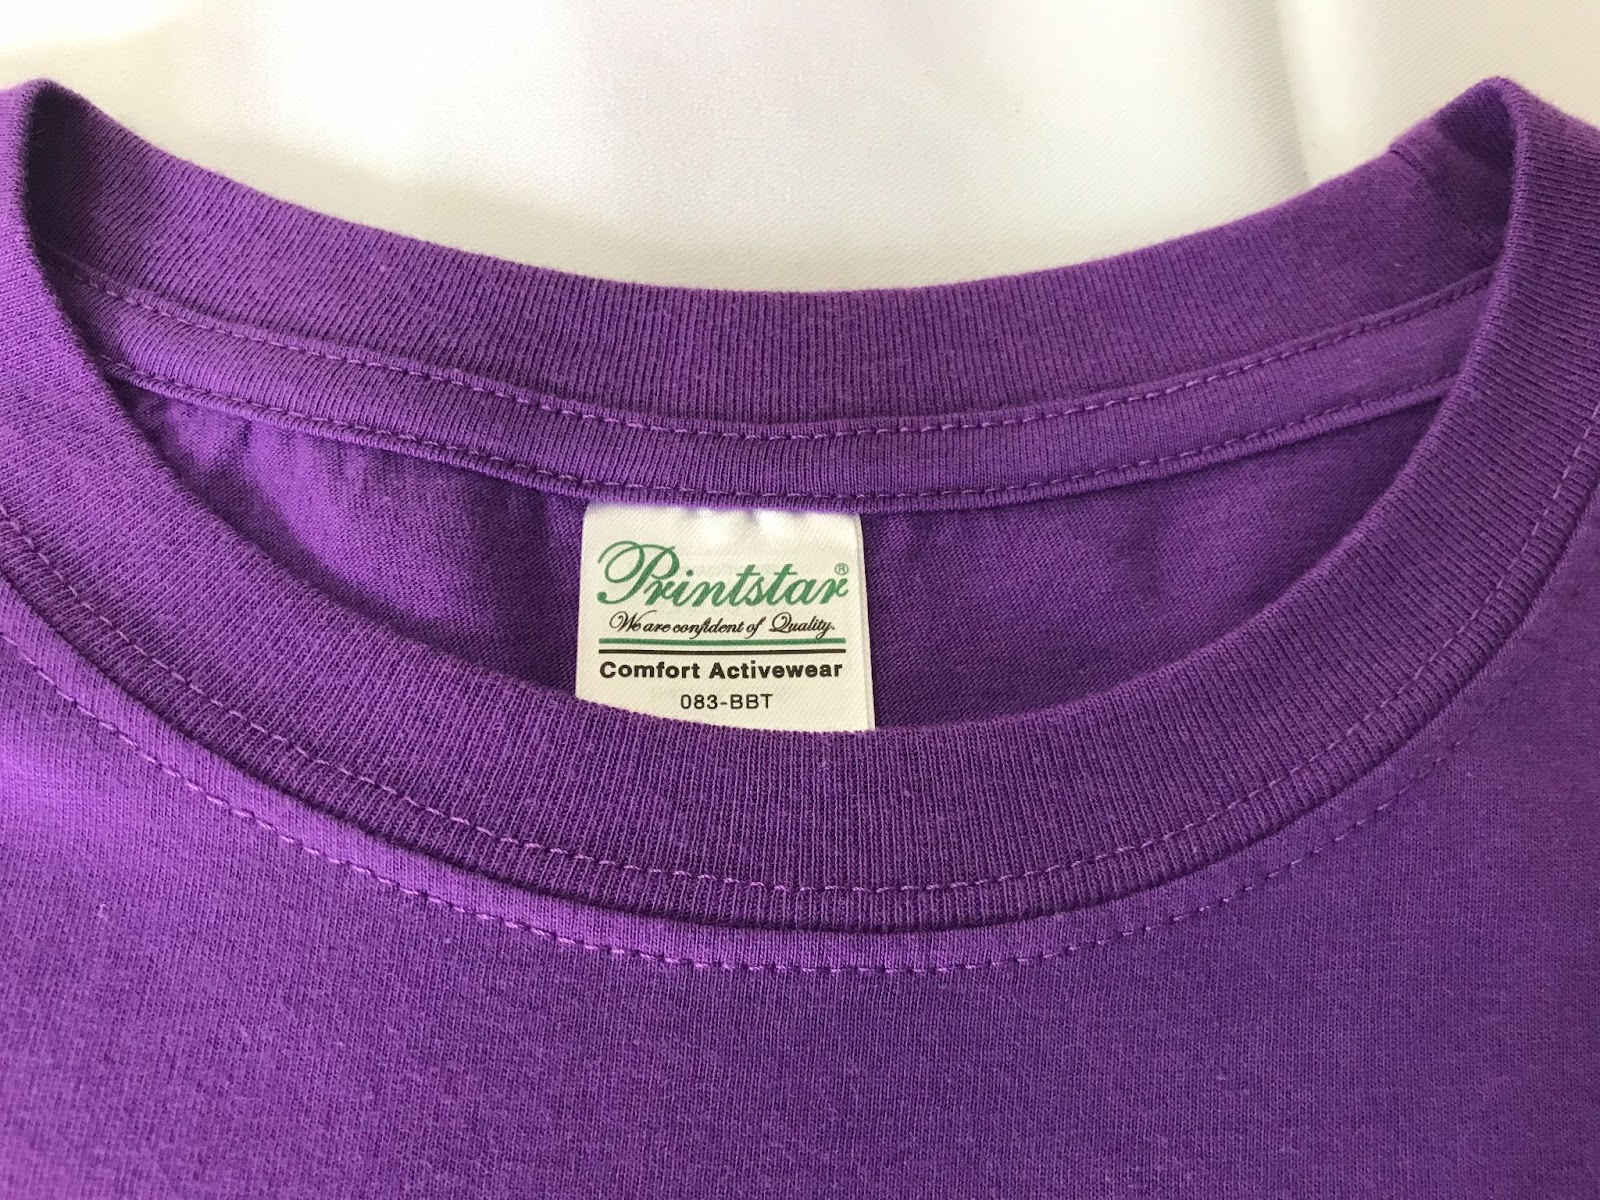 Printstar®
We are confident of Quality.
Comfort Activewear
083-BBT